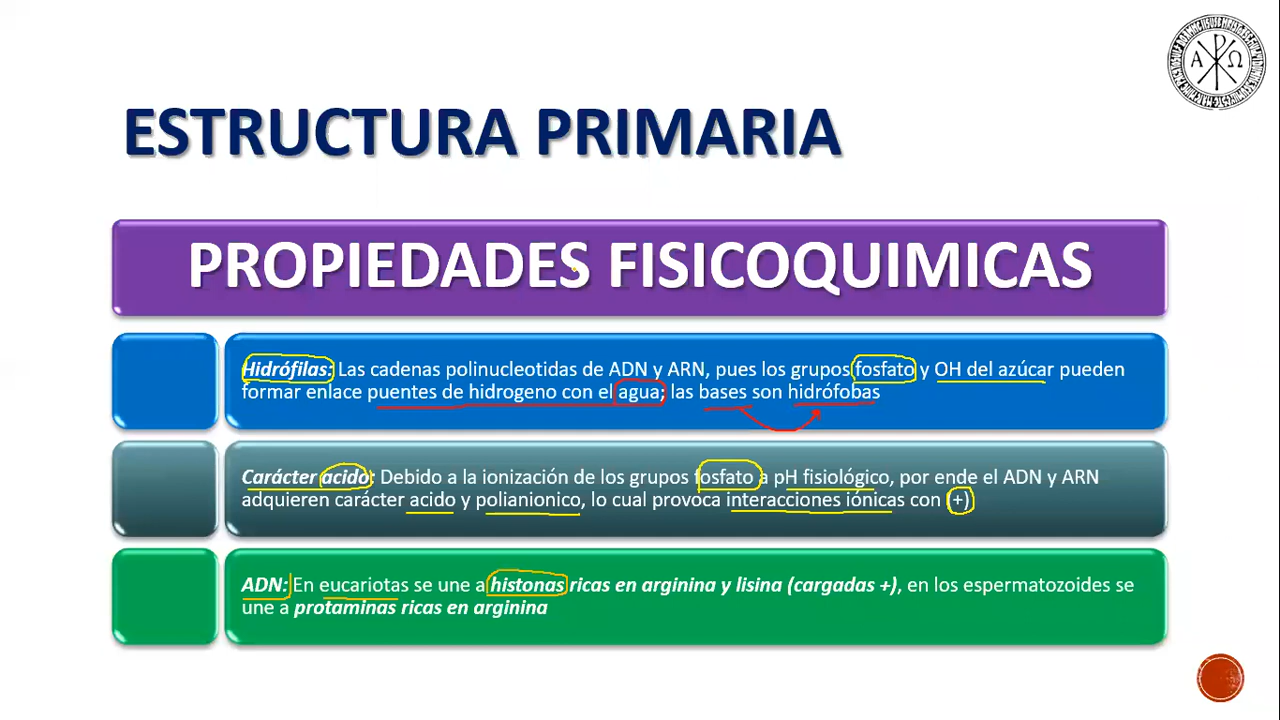 ESTRUCTURA PRIMARIA
PROPIEDADES FISICOQUIMICAS
Hidrófilas: Las cadenas polinucleotidas de ADN y ARN, pues los grupos fosfato y OH del azúcar pueden
formar enlace puentes de hidrogeno con el agua; las bases son hidrófobas
Carácter acido: Debido a la ionización de los grupos fosfato a pH fisiológico, por ende el ADN y ARN
adquieren carácter acido y polianionico, lo cual provoca interacciones iónicas con (+)
ADN: En eucariotas se une a histonas ricas en arginina y lisina (cargadas +), en los espermatozoides se
une a protaminas ricas en arginina